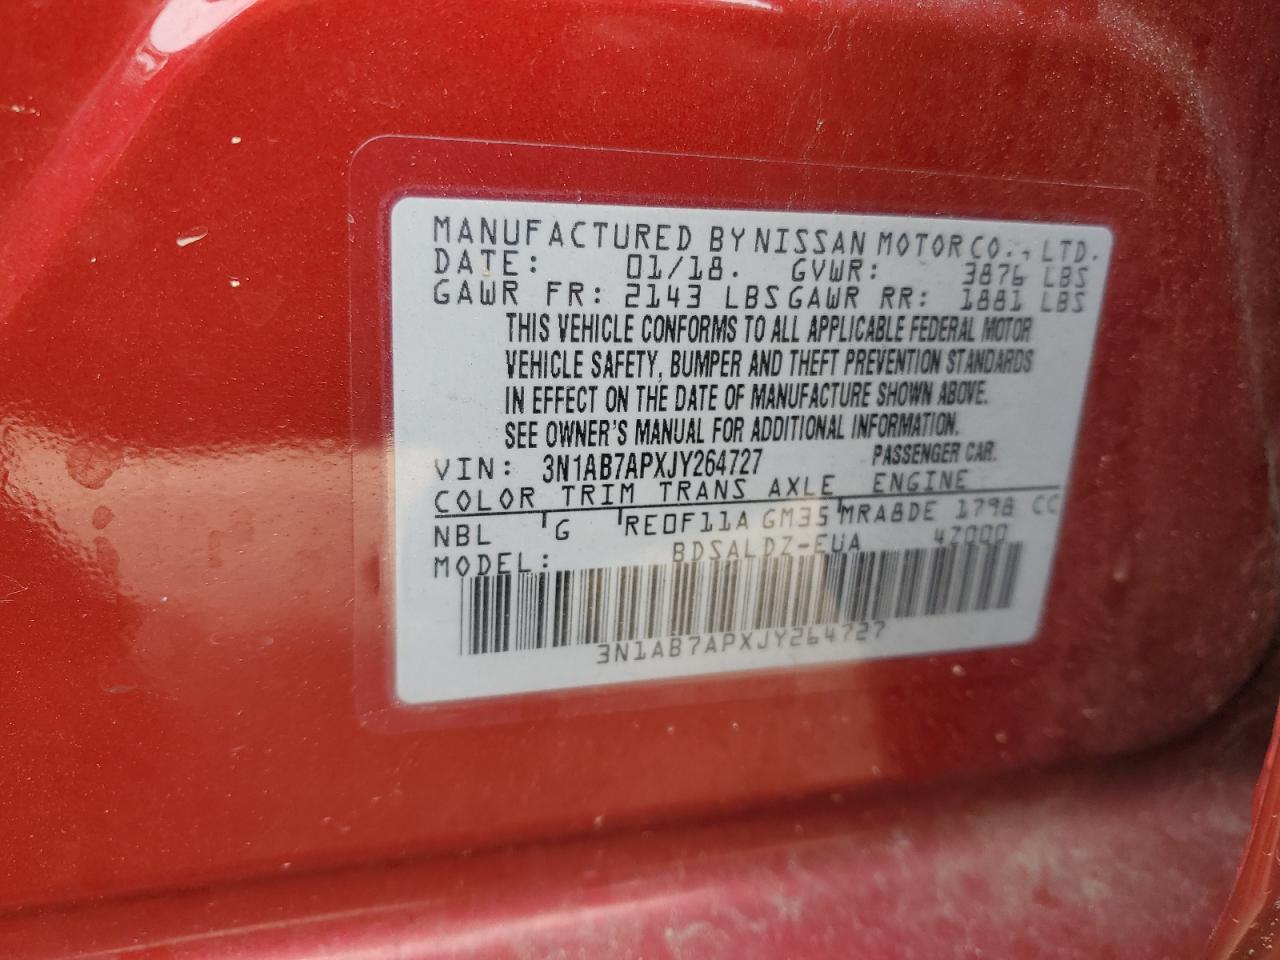 MANUFACTURED BY NISSAN MOTOR CO., LTD.
DATE: 01/18. GVWR: 3876 LBS
GAWR FR: 2143 LBS GAWR RR: 1881 LBS
THIS VEHICLE CONFORMS TO ALL APPLICABLE FEDERAL MOTOR
VEHICLE SAFETY, BUMPER AND THEFT PREVENTION STANDARDS
IN EFFECT ON THE DATE OF MANUFACTURE SHOWN ABOVE.
SEE OWNER'S MANUAL FOR ADDITIONAL INFORMATION.
VIN: 3N1AB7APXJY264727 PASSENGER CAR.
COLOR TRIM TRANS AXLE ENGINE
NBL G RE0F11A GM35 MRA8DE 1798 CC
MODEL: BDSALDZ-EUA 47000
3N1AB7APXJY264727